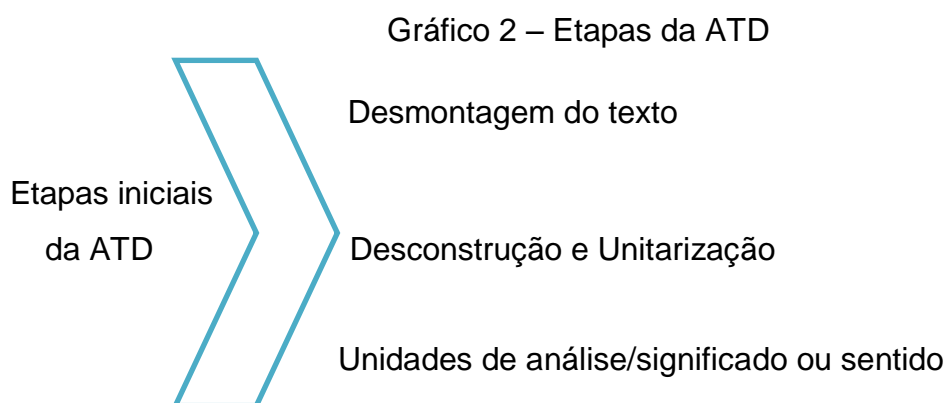 Gráfico 2 – Etapas da ATD
Desmontagem do texto
Etapas iniciais
da ATD
Desconstrução e Unitarização
Unidades de análise/significado ou sentido